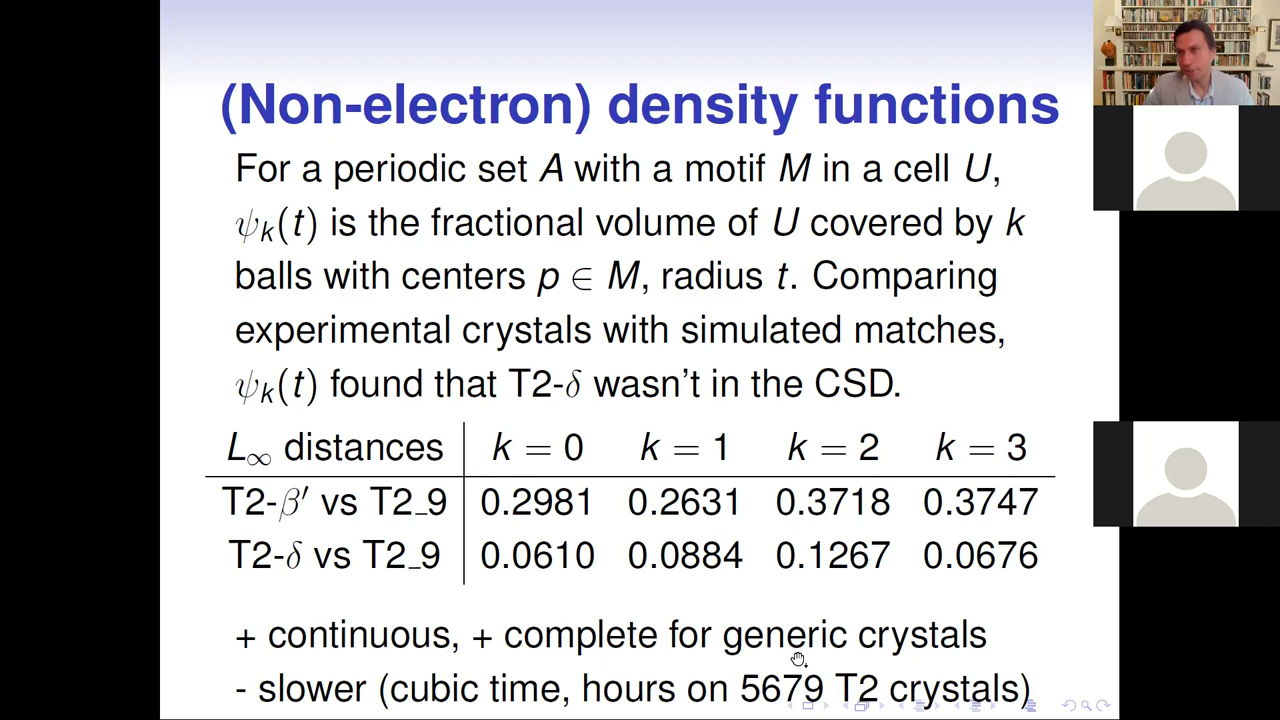 (Non-electron) density functions
For a periodic set A with a motif M in a cell U,
ψk(t) is the fractional volume of U covered by k
balls with centers p ∈ M, radius t. Comparing
experimental crystals with simulated matches,
ψk(t) found that T2-δ wasn't in the CSD.
L∞ distances k = 0 k = 1 k = 2 k = 3
T2-β′ vs T2_9 0.2981 0.2631 0.3718 0.3747
T2-δ vs T2_9 0.0610 0.0884 0.1267 0.0676
+ continuous, + complete for generic crystals
- slower (cubic time, hours on 5679 T2 crystals)